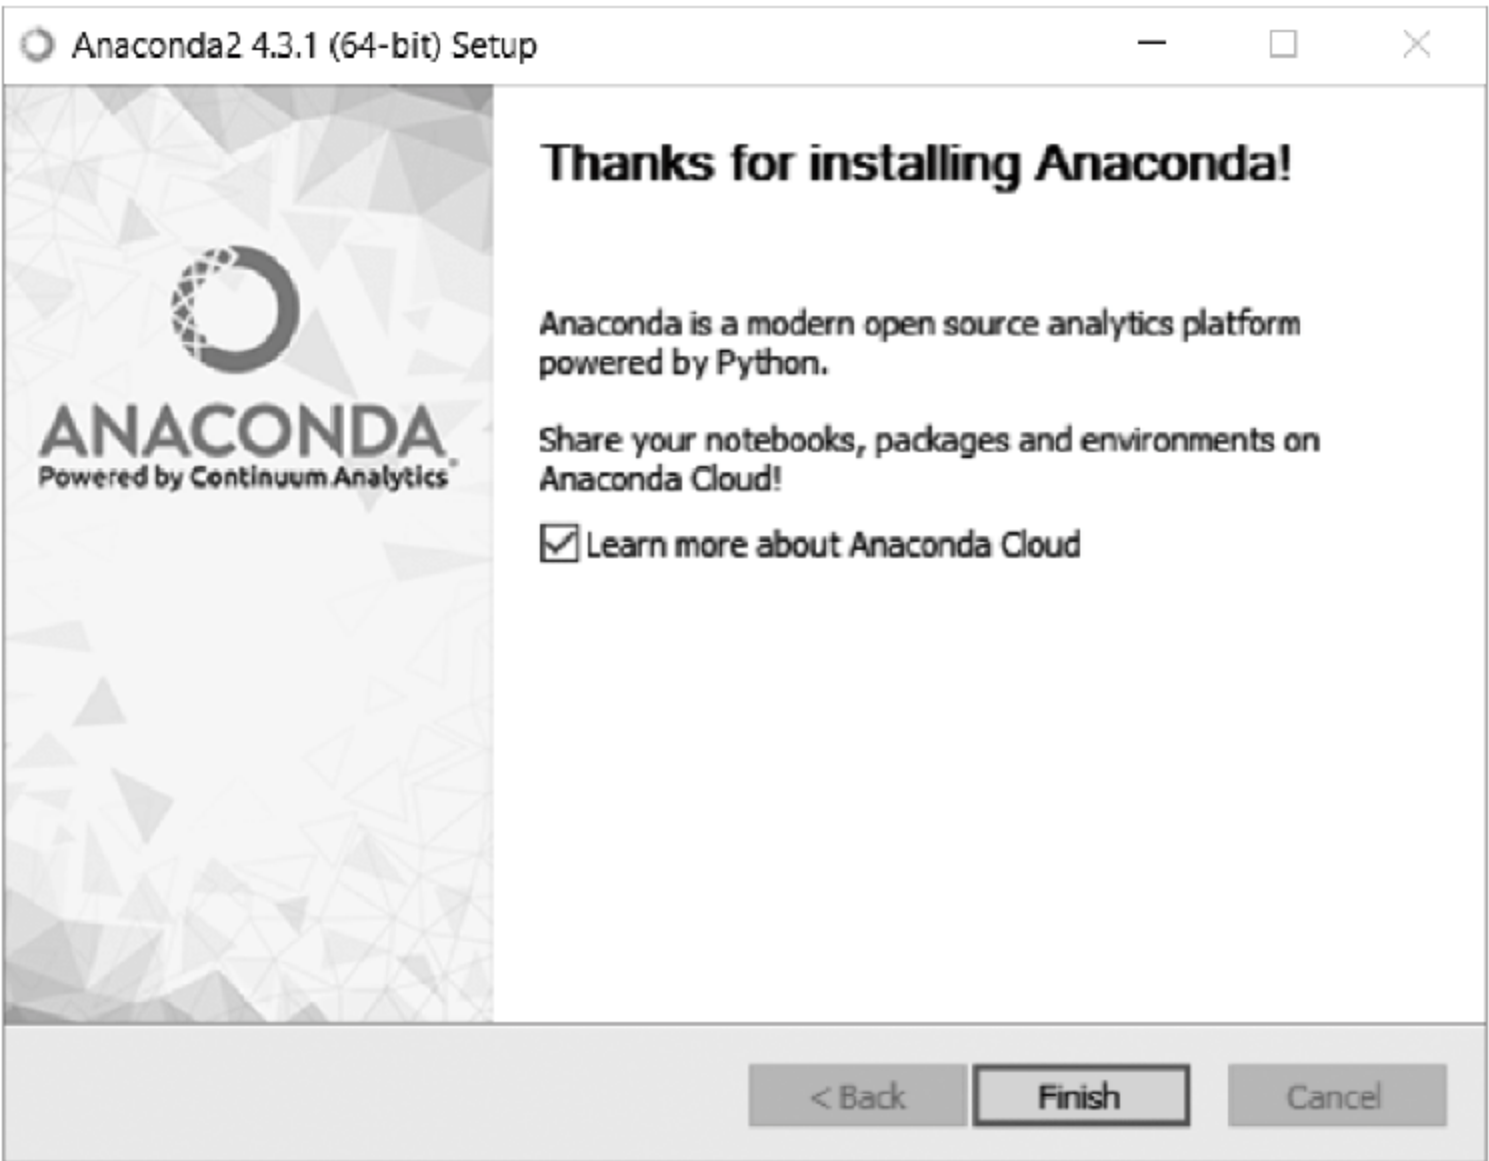 Anaconda2 4.3.1 (64-bit) Setup
Thanks for installing Anaconda!
ANACONDA
Powered by Continuum Analytics
Anaconda is a modern open source analytics platform
powered by Python.
Share your notebooks, packages and environments on
Anaconda Cloud!
Learn more about Anaconda Cloud
< Back
Finish
Cancel